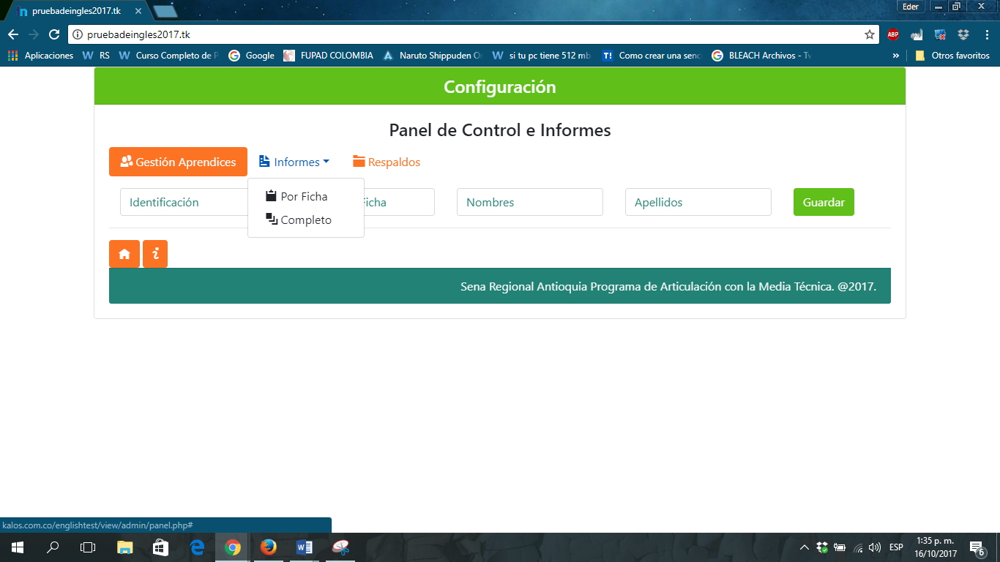 pruebadeingles2017.tk
Eder
pruebadeingles2017.tk
ABP
Aplicaciones RS Curso Completo de P Google FUPAD COLOMBIA Naruto Shippuden O si tu pc tiene 512 mb T! Como crear una senc BLEACH Archivos - Tv » Otros favoritos
Configuración
Panel de Control e Informes
Gestión Aprendices Informes Respaldos
Identificación Ficha Nombres Apellidos Guardar
Por Ficha
Completo
Sena Regional Antioquia Programa de Articulación con la Media Técnica. @2017.
kalos.com.co/englishtest/view/admin/panel.php#
ESP
1:35 p. m.
16/10/2017
6